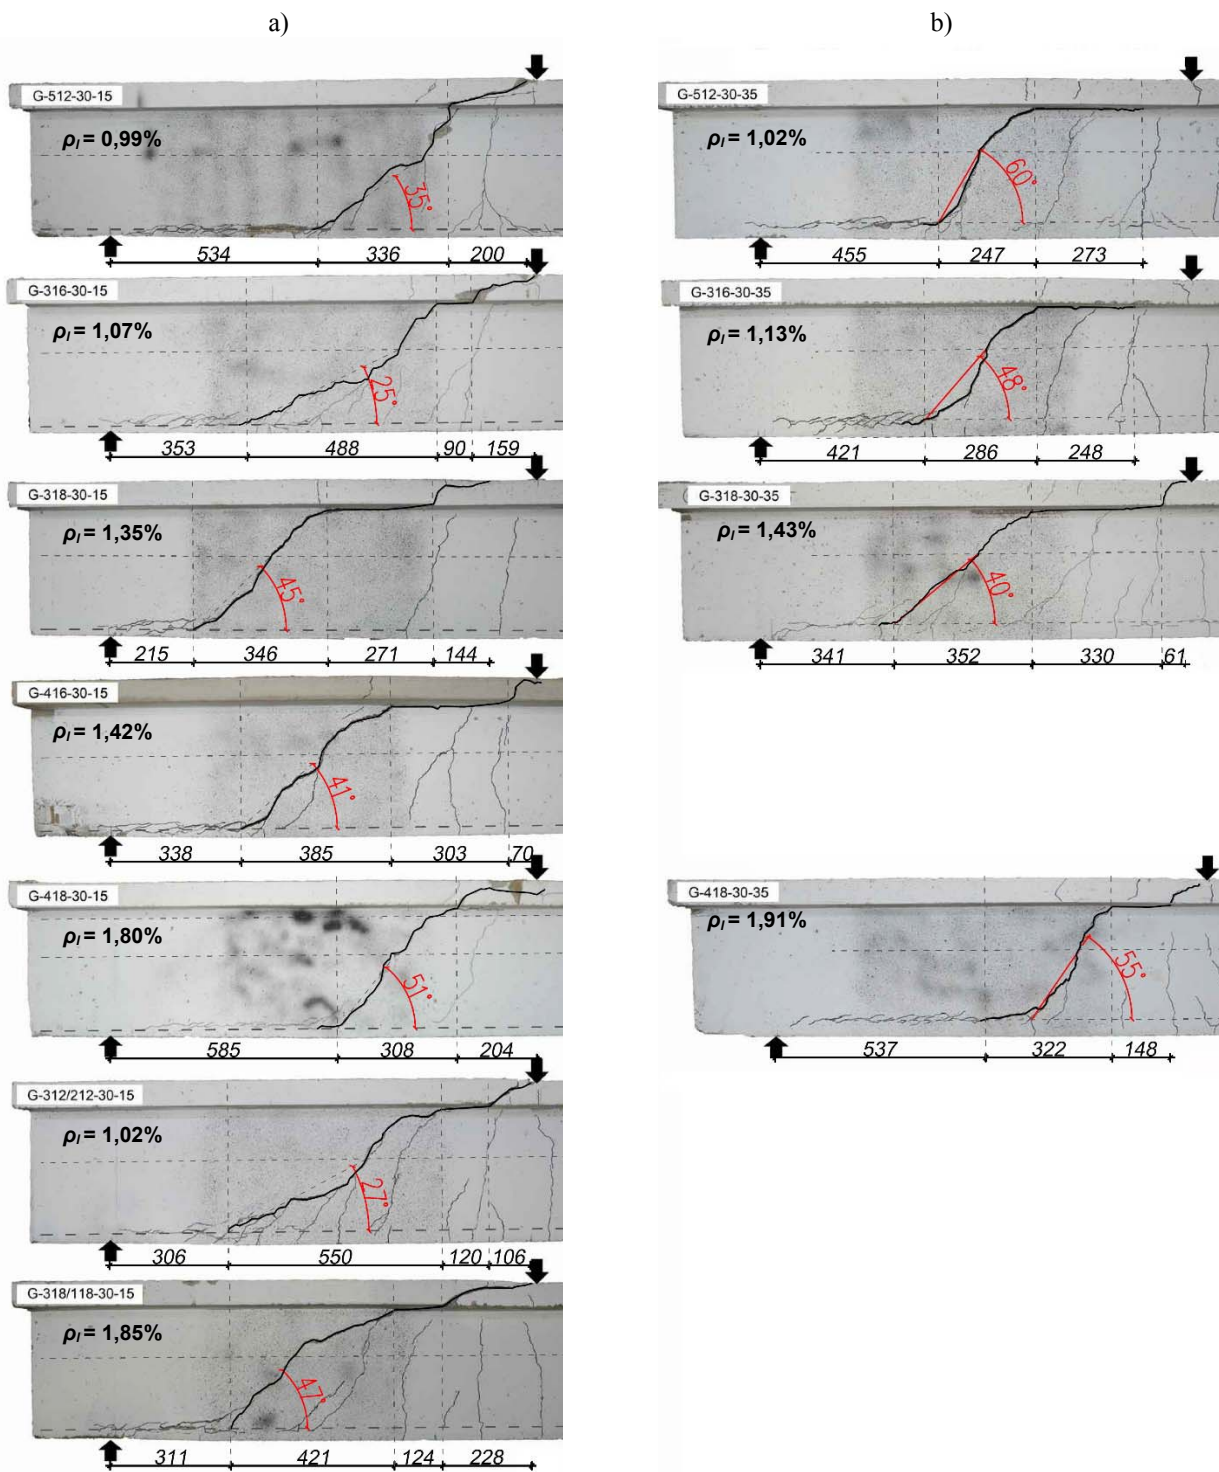 a)
G-512-30-15
ρl = 0,99%
35°
534 336 200
G-316-30-15
ρl = 1,07%
25°
353 488 90 159
G-318-30-15
ρl = 1,35%
45°
215 346 271 144
G-416-30-15
ρl = 1,42%
41°
338 385 303 70
G-418-30-15
ρl = 1,80%
51°
585 308 204
G-312/212-30-15
ρl = 1,02%
27°
306 550 120 106
G-318/118-30-15
ρl = 1,85%
47°
311 421 124 228
b)
G-512-30-35
ρl = 1,02%
60°
455 247 273
G-316-30-35
ρl = 1,13%
48°
421 286 248
G-318-30-35
ρl = 1,43%
40°
341 352 330 61
G-418-30-35
ρl = 1,91%
55°
537 322 148